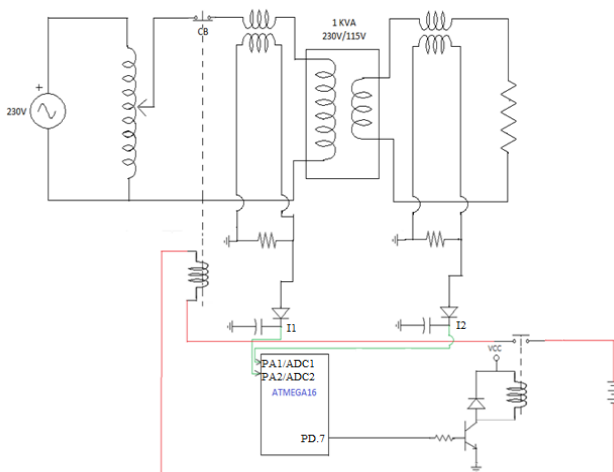 1 KVA
230V/115V
CB
+
230V
I1
I2
VCC
PA1/ADC1
PA2/ADC2
ATMEGA16
PD.7